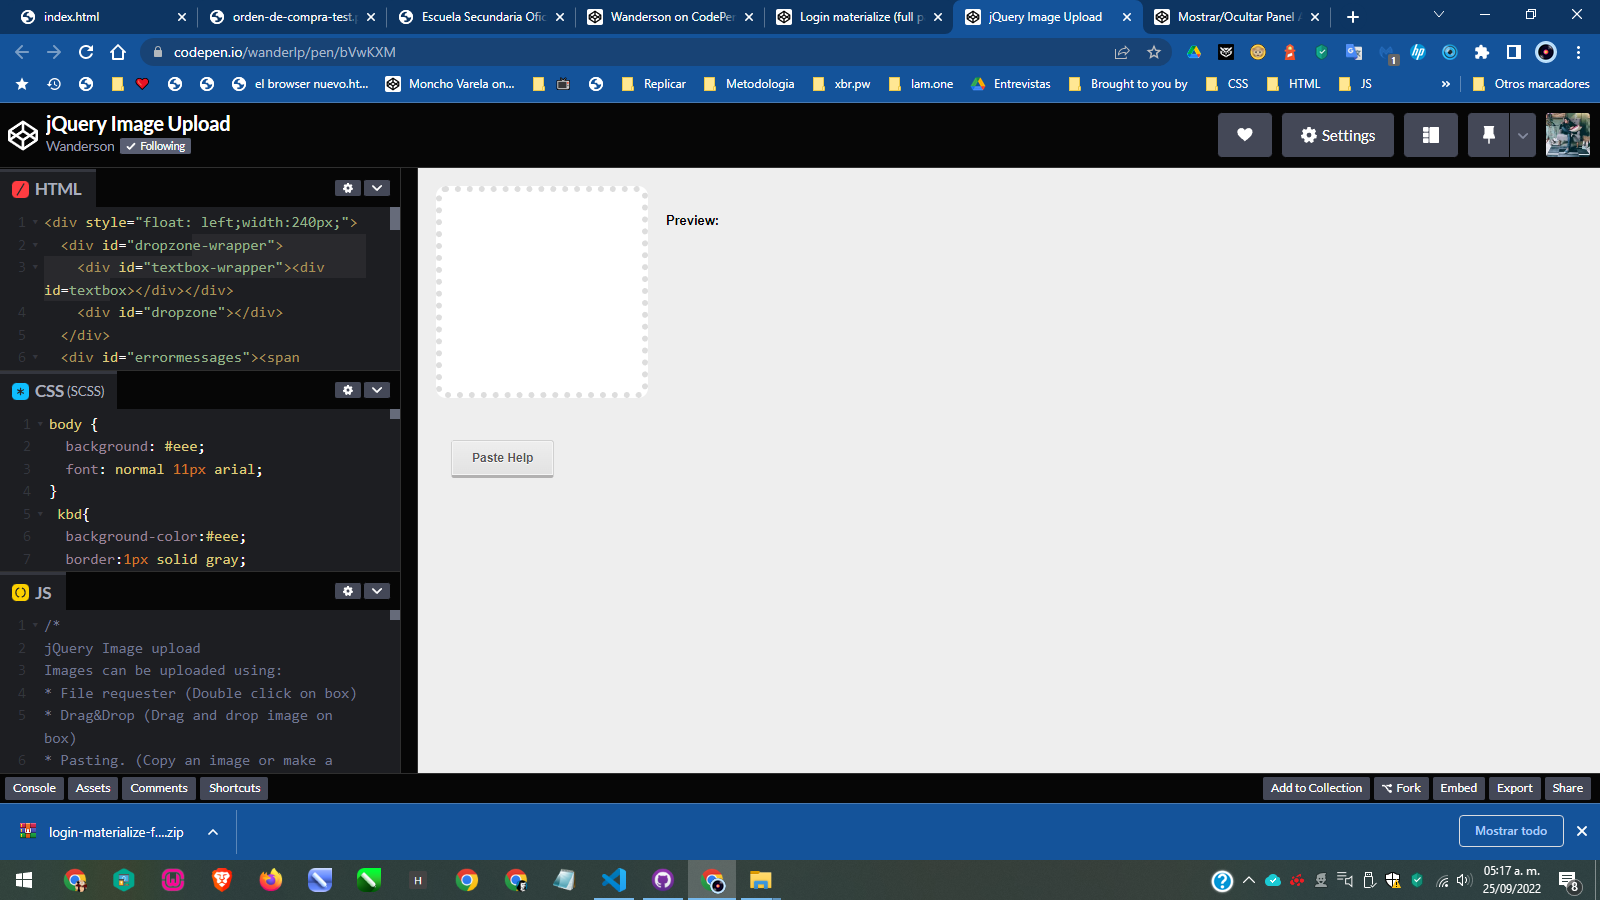 index.html
orden-de-compra-test.p
Escuela Secundaria Ofic
Wanderson on CodePen
Login materialize (full p
jQuery Image Upload
Mostrar/Ocultar Panel
codepen.io/wanderlp/pen/bVwKXM
1
el browser nuevo.ht...
Moncho Varela on...
Replicar
Metodologia
xbr.pw
Iam.one
Entrevistas
Brought to you by
CSS
HTML
JS
»
Otros marcadores
jQuery Image Upload
Wanderson
Following
Settings
HTML
1 <div style="float: left;width:240px;">
2 <div id="dropzone-wrapper">
3 <div id="textbox-wrapper"><div
id=textbox></div></div>
4 <div id="dropzone"></div>
5 </div>
6 <div id="errormessages"><span
CSS (SCSS)
1 body {
2 background: #eee;
3 font: normal 11px arial;
4 }
5 kbd{
6 background-color:#eee;
7 border:1px solid gray;
JS
1 /*
2 jQuery Image upload
3 Images can be uploaded using:
4 * File requester (Double click on box)
5 * Drag&Drop (Drag and drop image on
box)
6 * Pasting. (Copy an image or make a
Preview:
Paste Help
Console
Assets
Comments
Shortcuts
Add to Collection
Fork
Embed
Export
Share
login-materialize-f....zip
Mostrar todo
05:17 a. m.
25/09/2022
8